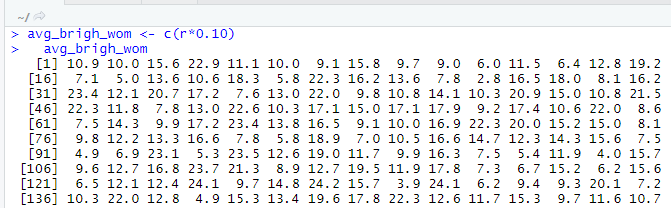 ~/
> avg_brigh_wom <- c(r*0.10)
> avg_brigh_wom
[1] 10.9 10.0 15.6 22.9 11.1 10.0 9.1 15.8 9.7 9.0 6.0 11.5 6.4 12.8 19.2
[16] 7.1 5.0 13.6 10.6 18.3 5.8 22.3 16.2 13.6 7.8 2.8 16.5 18.0 8.1 16.2
[31] 23.4 12.1 20.7 17.2 7.6 13.0 22.0 9.8 10.8 14.1 10.3 20.9 15.0 10.8 21.5
[46] 22.3 11.8 7.8 13.0 22.6 10.3 17.1 15.0 17.1 17.9 9.2 17.4 10.6 22.0 8.6
[61] 7.5 14.3 9.9 17.2 23.4 13.8 16.5 9.1 10.0 16.9 22.3 20.0 15.2 15.0 8.1
[76] 9.8 12.2 13.3 16.6 7.8 5.8 18.9 7.0 10.5 16.6 14.7 12.3 14.3 15.6 7.5
[91] 4.9 6.9 23.1 5.3 23.5 12.6 19.0 11.7 9.9 16.3 7.5 5.4 11.9 4.0 15.7
[106] 9.6 12.7 16.8 23.7 21.3 8.9 12.7 19.5 11.9 17.8 7.3 6.7 15.2 6.2 15.6
[121] 6.5 12.1 12.4 24.1 9.7 14.8 24.2 15.7 3.9 24.1 6.2 9.4 9.3 20.1 7.2
[136] 10.3 22.0 12.8 4.9 15.3 13.4 19.6 17.8 22.3 12.6 11.7 15.3 9.7 11.6 10.7